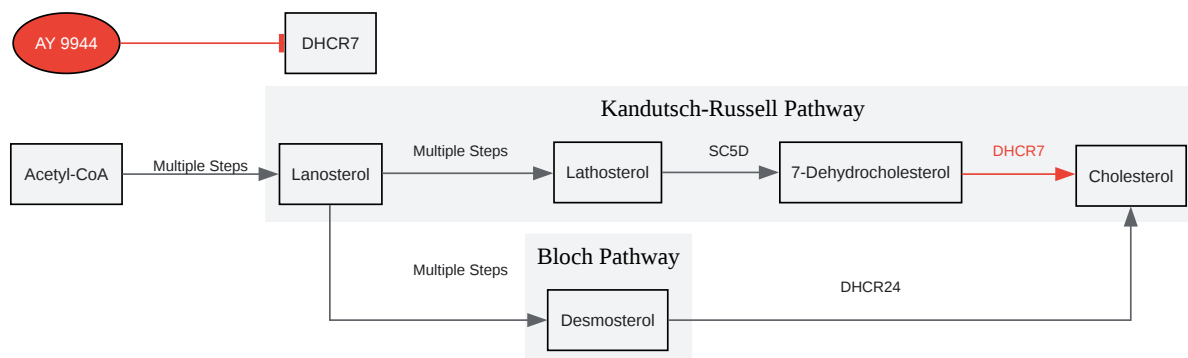 AY 9944
DHCR7
Kandutsch-Russell Pathway
Acetyl-CoA
Multiple Steps
Lanosterol
Multiple Steps
Lathosterol
SC5D
7-Dehydrocholesterol
DHCR7
Cholesterol
Bloch Pathway
Multiple Steps
Desmosterol
DHCR24